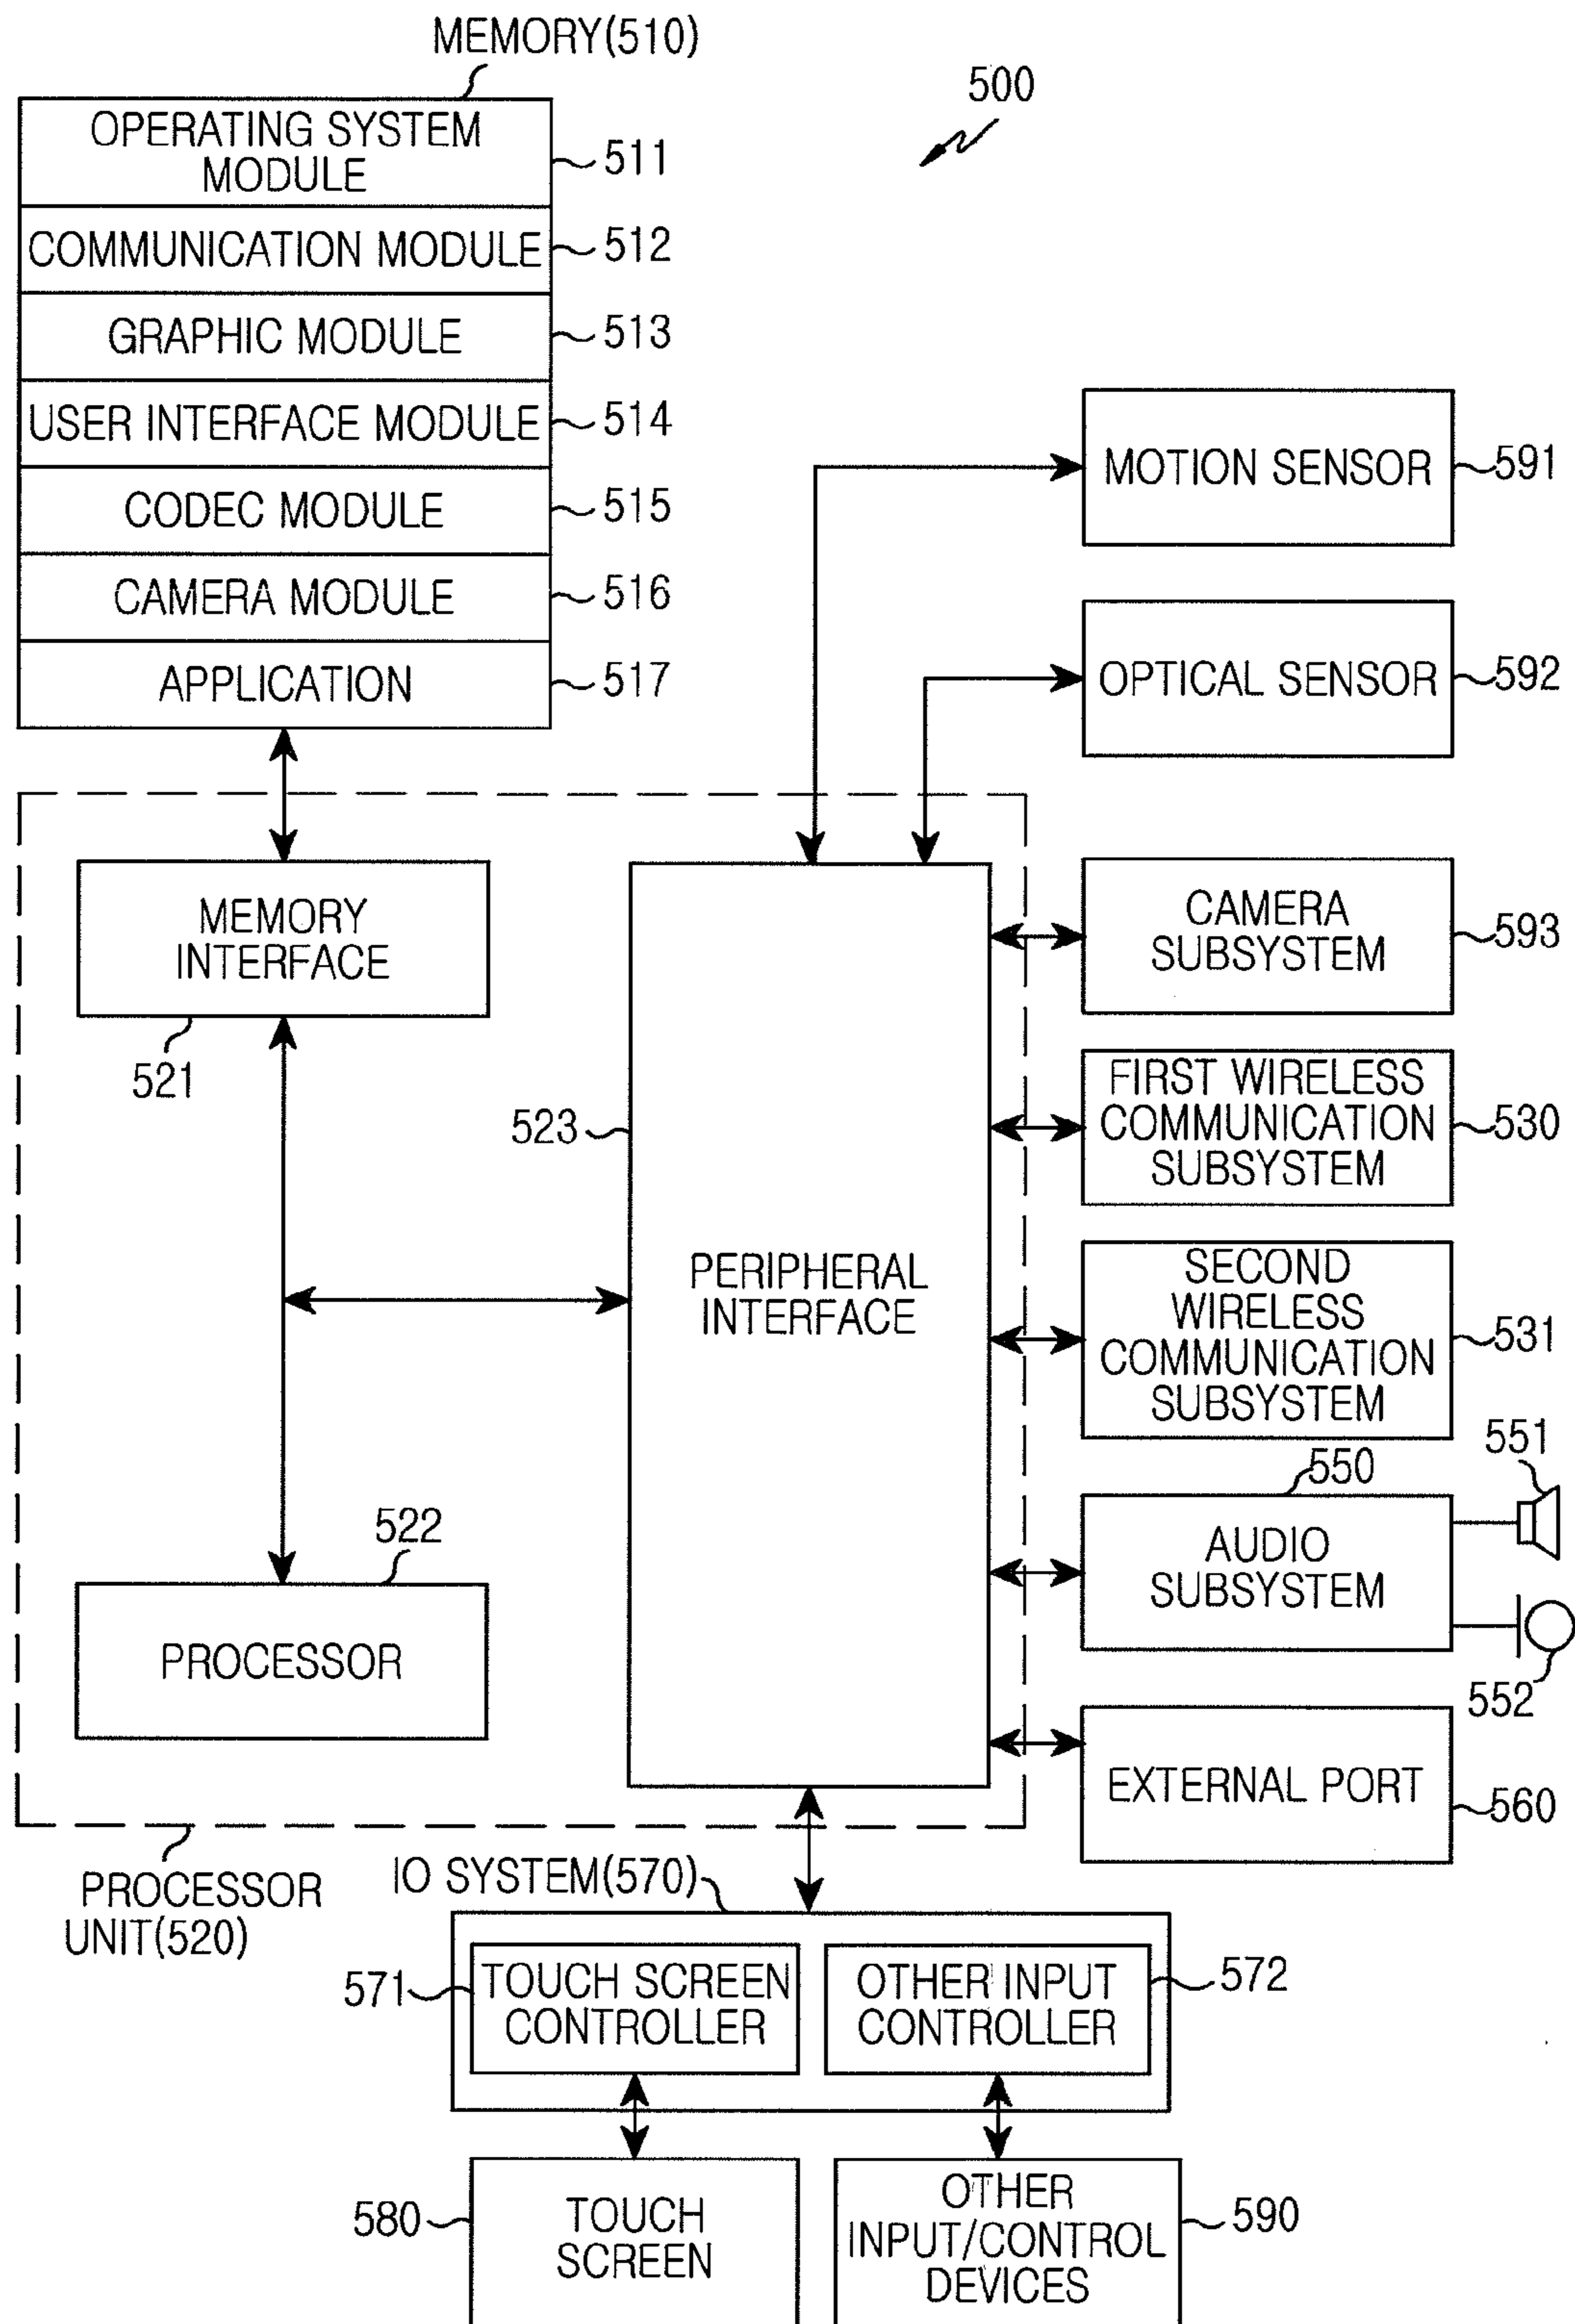 MEMORY(510)
500
OPERATING SYSTEM
MODULE
511
COMMUNICATION MODULE
512
GRAPHIC MODULE
513
USER INTERFACE MODULE
514
CODEC MODULE
515
CAMERA MODULE
516
APPLICATION
517
MOTION SENSOR
591
OPTICAL SENSOR
592
MEMORY
INTERFACE
521
CAMERA
SUBSYSTEM
593
523
FIRST WIRELESS
COMMUNICATION
SUBSYSTEM
530
PERIPHERAL
INTERFACE
SECOND
WIRELESS
COMMUNICATION
SUBSYSTEM
531
522
PROCESSOR
550
AUDIO
SUBSYSTEM
551
552
EXTERNAL PORT
560
PROCESSOR
UNIT(520)
IO SYSTEM(570)
571
TOUCH SCREEN
CONTROLLER
OTHER INPUT
CONTROLLER
572
580
TOUCH
SCREEN
OTHER
INPUT/CONTROL
DEVICES
590